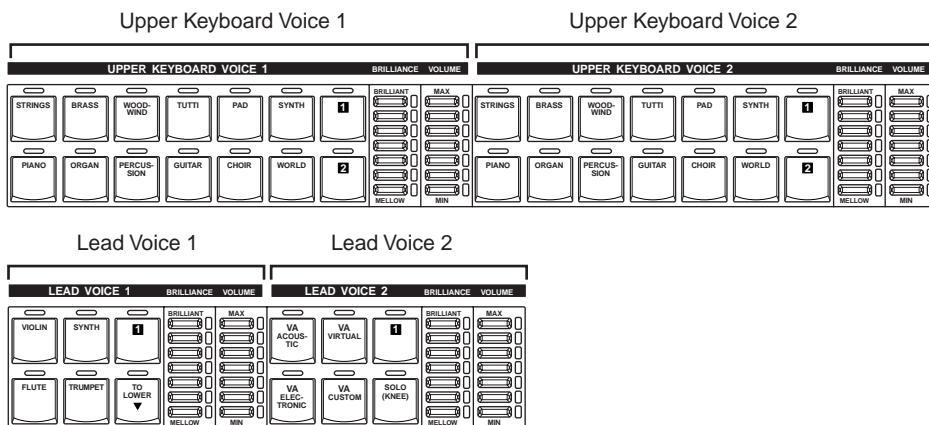 Upper Keyboard Voice 1 Upper Keyboard Voice 2
UPPER KEYBOARD VOICE 1 BRILLIANCE VOLUME UPPER KEYBOARD VOICE 2 BRILLIANCE VOLUME
STRINGS BRASS WOOD-WIND TUTTI PAD SYNTH 1 BRILLIANT MAX STRINGS BRASS WOOD-WIND TUTTI PAD SYNTH 1 BRILLIANT MAX
PIANO ORGAN PERCUS-SION GUITAR CHOIR WORLD 2 PIANO ORGAN PERCUS-SION GUITAR CHOIR WORLD 2
MELLOW MIN MELLOW MIN
Lead Voice 1 Lead Voice 2
LEAD VOICE 1 BRILLIANCE VOLUME LEAD VOICE 2 BRILLIANCE VOLUME
VIOLIN SYNTH 1 BRILLIANT MAX VA ACOUS-TIC VA VIRTUAL 1 BRILLIANT MAX
FLUTE TRUMPET TO LOWER ▼ VA ELEC-TRONIC VA CUSTOM SOLO (KNEE)
MELLOW MIN MELLOW MIN